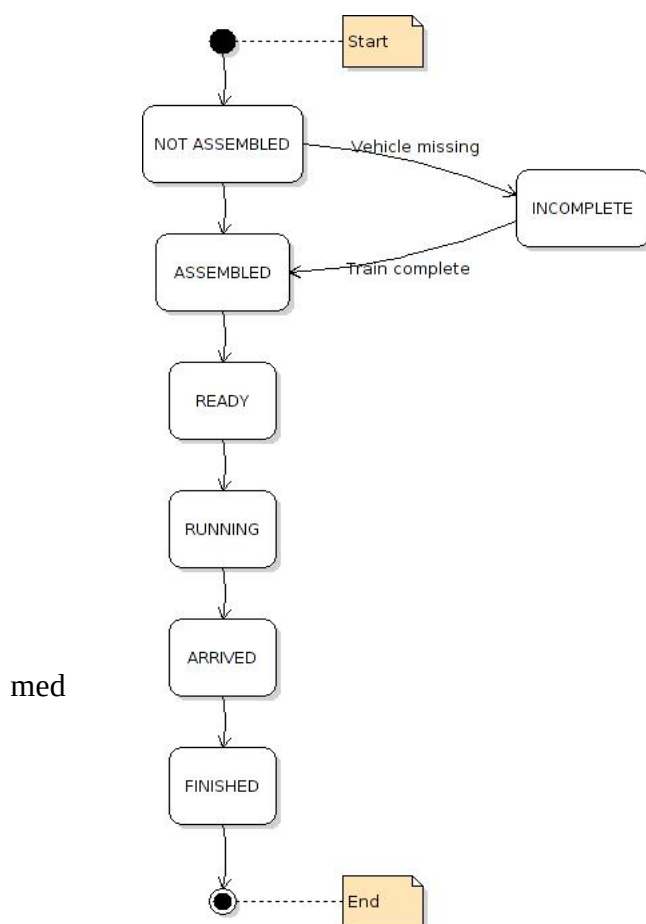 Start
NOT ASSEMBLED
Vehicle missing
INCOMPLETE
ASSEMBLED
Train complete
READY
RUNNING
ARRIVED
med
FINISHED
End